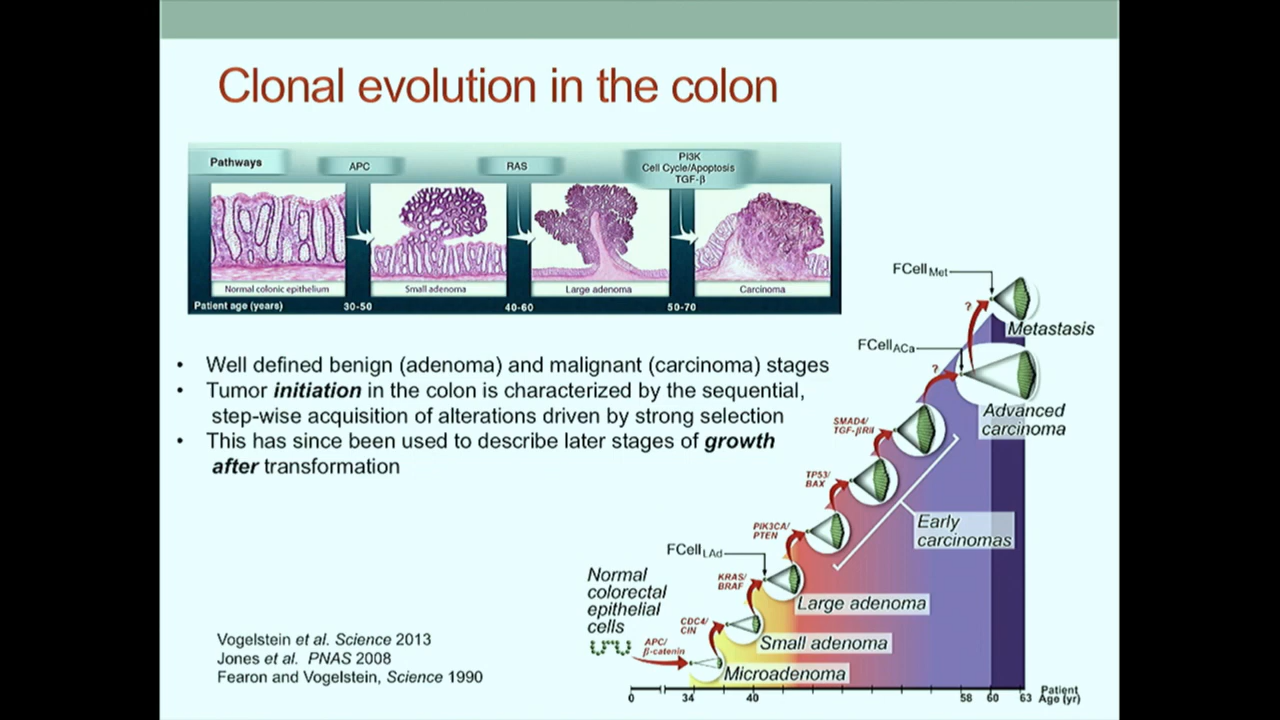 Clonal evolution in the colon
Pathways
APC
RAS
PI3K
Cell Cycle/Apoptosis
TGF-β
Normal colonic epithelium
Small adenoma
Large adenoma
Carcinoma
Patient age (years)
30-50
40-60
50-70
• Well defined benign (adenoma) and malignant (carcinoma) stages
• Tumor initiation in the colon is characterized by the sequential,
step-wise acquisition of alterations driven by strong selection
• This has since been used to describe later stages of growth
after transformation
FCell Met
?
Metastasis
FCell ACa
?
Advanced
carcinoma
SMAD4/
TGF-βRII
TP53/
BAX
PIK3CA/
PTEN
Early
carcinomas
FCell LAd
KRAS/
BRAF
Large adenoma
Normal
colorectal
epithelial
cells
CDC4/
CIN
Small adenoma
APC/
β-catenin
Microadenoma
0
34
40
58
60
63
Patient
Age (yr)
Vogelstein et al. Science 2013
Jones et al. PNAS 2008
Fearon and Vogelstein, Science 1990